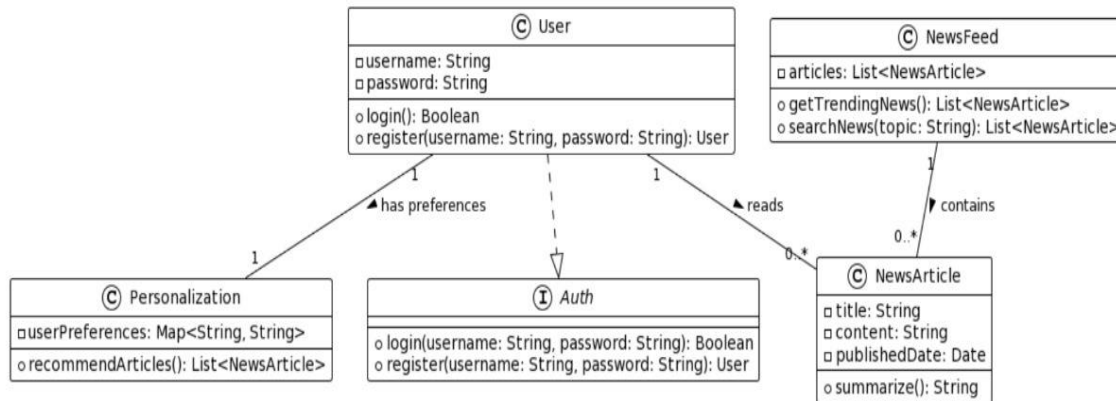 C User
username: String
password: String
login(): Boolean
register(username: String, password: String): User
C NewsFeed
articles: List<NewsArticle>
getTrendingNews(): List<NewsArticle>
searchNews(topic: String): List<NewsArticle>
1
has preferences
1
1
reads
0..*
1
contains
0..*
C Personalization
userPreferences: Map<String, String>
recommendArticles(): List<NewsArticle>
I Auth
login(username: String, password: String): Boolean
register(username: String, password: String): User
C NewsArticle
title: String
content: String
publishedDate: Date
summarize(): String